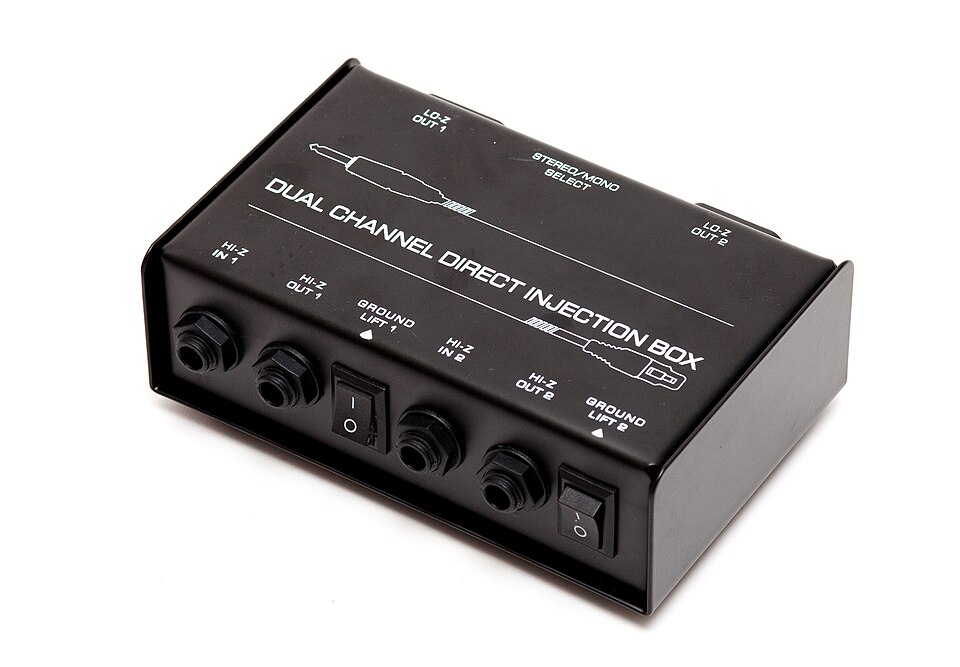 LO-Z
OUT 1
STEREO/MONO
SELECT
LO-Z
OUT 2
DUAL CHANNEL DIRECT INJECTION BOX
HI-Z
IN 1
HI-Z
OUT 1
GROUND
LIFT 1
HI-Z
IN 2
HI-Z
OUT 2
GROUND
LIFT 2
I
O
I
O